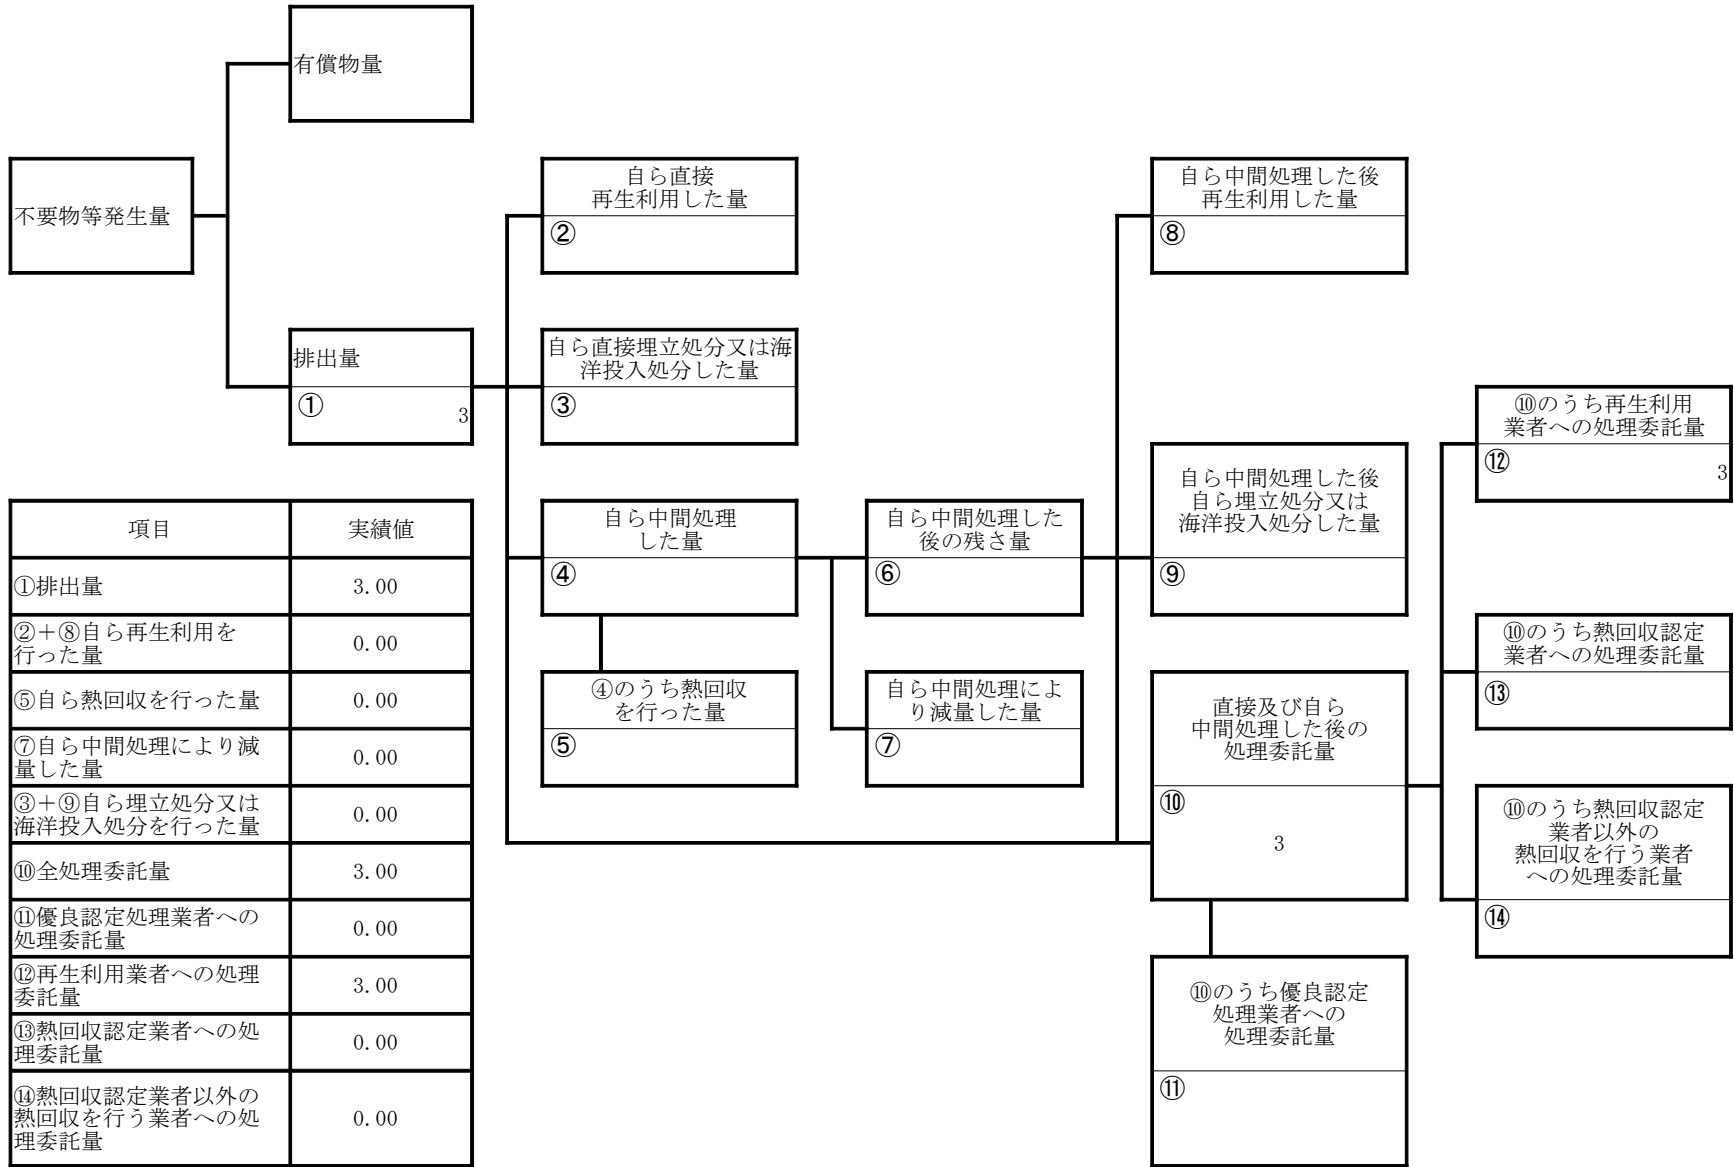 有償物量
不要物等発生量
自ら直接
再生利用した量
②
自ら中間処理した後
再生利用した量
⑧
排出量
①
3
自ら直接埋立処分又は海
洋投入処分した量
③
⑩のうち再生利用
業者への処理委託量
⑫
3
自ら中間処理した後
自ら埋立処分又は
海洋投入処分した量
⑨
自ら中間処理
した量
④
自ら中間処理した
後の残さ量
⑥
⑩のうち熱回収認定
業者への処理委託量
⑬
④のうち熱回収
を行った量
⑤
自ら中間処理によ
り減量した量
⑦
直接及び自ら
中間処理した後の
処理委託量
⑩
3
⑩のうち熱回収認定
業者以外の
熱回収を行う業者
への処理委託量
⑭
⑩のうち優良認定
処理業者への
処理委託量
⑪
項目 実績値
①排出量 3.00
②+⑧自ら再生利用を
行った量 0.00
⑤自ら熱回収を行った量 0.00
⑦自ら中間処理により減
量した量 0.00
③+⑨自ら埋立処分又は
海洋投入処分を行った量 0.00
⑩全処理委託量 3.00
⑪優良認定処理業者への
処理委託量 0.00
⑫再生利用業者への処理
委託量 3.00
⑬熱回収認定業者への処
理委託量 0.00
⑭熱回収認定業者以外の
熱回収を行う業者への処 0.00
理委託量